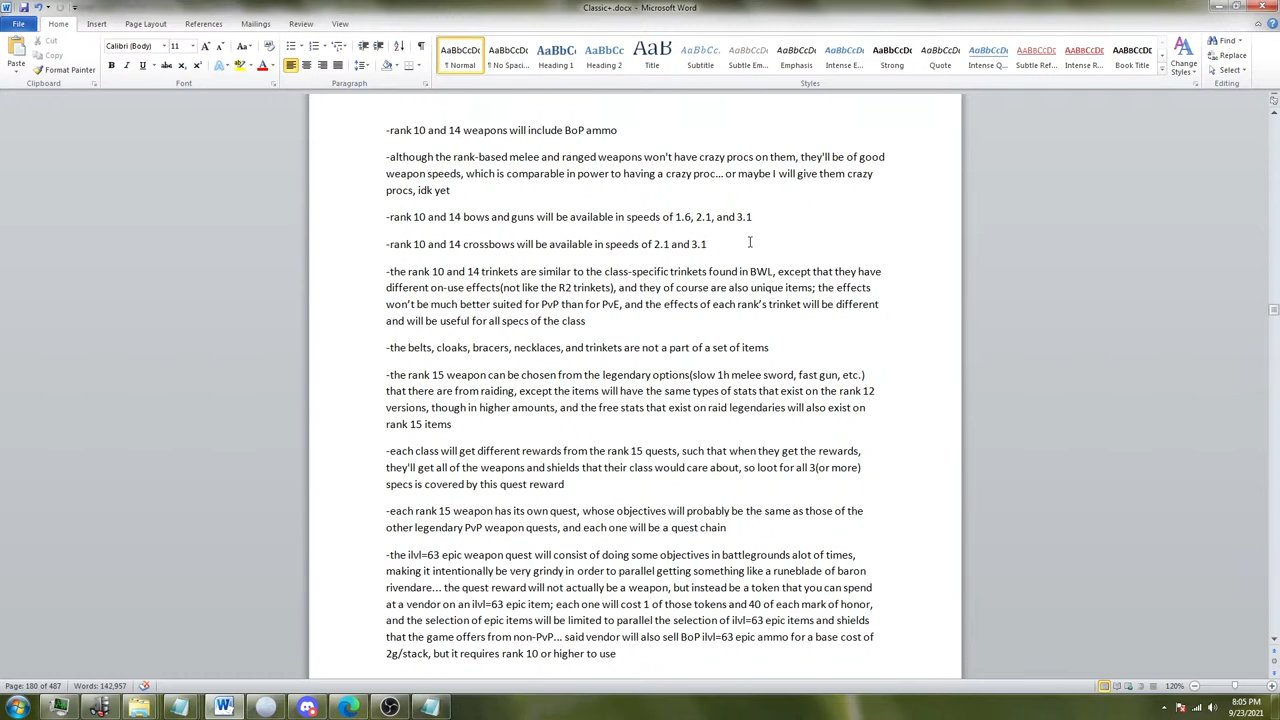 Classic+.docx - Microsoft Word
File Home Insert Page Layout References Mailings Review View
Paste
Cut
Copy
Format Painter
Clipboard
Calibri (Body) 11
Font
Paragraph
AaBbCcDc AaBbCcDc AaBbC AaBbCc AaB AaBbCcI AaBbCcDc AaBbCcDc AaBbCcDc AaBbCcDc AaBbCcDc AaBbCcDc AaBbCcDc AaBbCcDc AaBbCcDc
¶ Normal ¶ No Spaci... Heading 1 Heading 2 Title Subtitle Subtle Em... Emphasis Intense E... Strong Quote Intense Q... Subtle Ref... Intense R... Book Title
Styles
Change Styles
Find
Replace
Select
Editing
-rank 10 and 14 weapons will include BoP ammo
-although the rank-based melee and ranged weapons won't have crazy procs on them, they'll be of good
weapon speeds, which is comparable in power to having a crazy proc... or maybe I will give them crazy
procs, idk yet
-rank 10 and 14 bows and guns will be available in speeds of 1.6, 2.1, and 3.1
-rank 10 and 14 crossbows will be available in speeds of 2.1 and 3.1
-the rank 10 and 14 trinkets are similar to the class-specific trinkets found in BWL, except that they have
different on-use effects(not like the R2 trinkets), and they of course are also unique items; the effects
won't be much better suited for PvP than for PvE, and the effects of each rank's trinket will be different
and will be useful for all specs of the class
-the belts, cloaks, bracers, necklaces, and trinkets are not a part of a set of items
-the rank 15 weapon can be chosen from the legendary options(slow 1h melee sword, fast gun, etc.)
that there are from raiding, except the items will have the same types of stats that exist on the rank 12
versions, though in higher amounts, and the free stats that exist on raid legendaries will also exist on
rank 15 items
-each class will get different rewards from the rank 15 quests, such that when they get the rewards,
they'll get all of the weapons and shields that their class would care about, so loot for all 3(or more)
specs is covered by this quest reward
-each rank 15 weapon has its own quest, whose objectives will probably be the same as those of the
other legendary PvP weapon quests, and each one will be a quest chain
-the ilvl=63 epic weapon quest will consist of doing some objectives in battlegrounds alot of times,
making it intentionally be very grindy in order to parallel getting something like a runeblade of baron
rivendare... the quest reward will not actually be a weapon, but instead be a token that you can spend
at a vendor on an ilvl=63 epic item; each one will cost 1 of those tokens and 40 of each mark of honor,
and the selection of epic items will be limited to parallel the selection of ilvl=63 epic items and shields
that the game offers from non-PvP... said vendor will also sell BoP ilvl=63 epic ammo for a base cost of
2g/stack, but it requires rank 10 or higher to use
Page: 180 of 487 Words: 142,957
120%
8:05 PM
9/23/2021